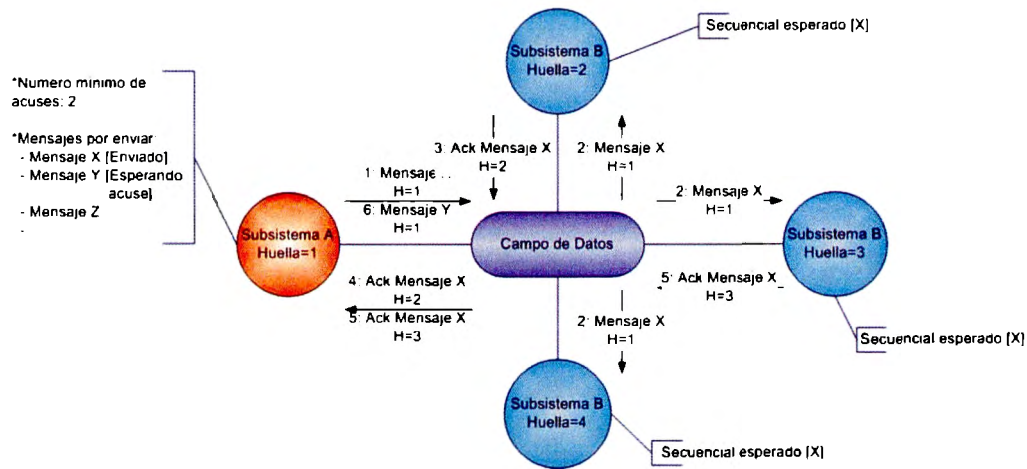 *Numero minimo de
acuses: 2
*Mensajes por enviar
- Mensaje X [Enviado]
- Mensaje Y [Esperando
acuse]
- Mensaje Z
-
Subsistema A
Huella=1
1: Mensaje ..
H=1
6: Mensaje Y
H=1
4: Ack Mensaje X
H=2
5: Ack Mensaje X
H=3
Campo de Datos
3: Ack Mensaje X
H=2
2: Mensaje X
H=1
Subsistema B
Huella=2
Secuencial esperado [X]
2: Mensaje X
H=1
5: Ack Mensaje X
H=3
Subsistema B
Huella=3
Secuencial esperado [X]
2: Mensaje X
H=1
Subsistema B
Huella=4
Secuencial esperado [X]